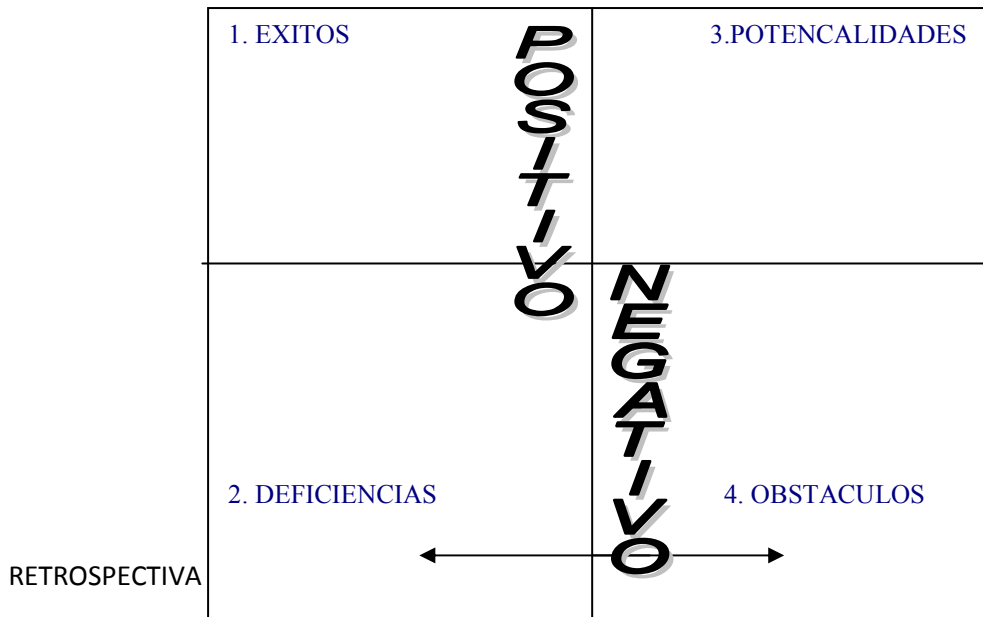 1. EXITOS
POSITIVO
3.POTENCALIDADES
2. DEFICIENCIAS
NEGATIVO
4. OBSTACULOS
RETROSPECTIVA